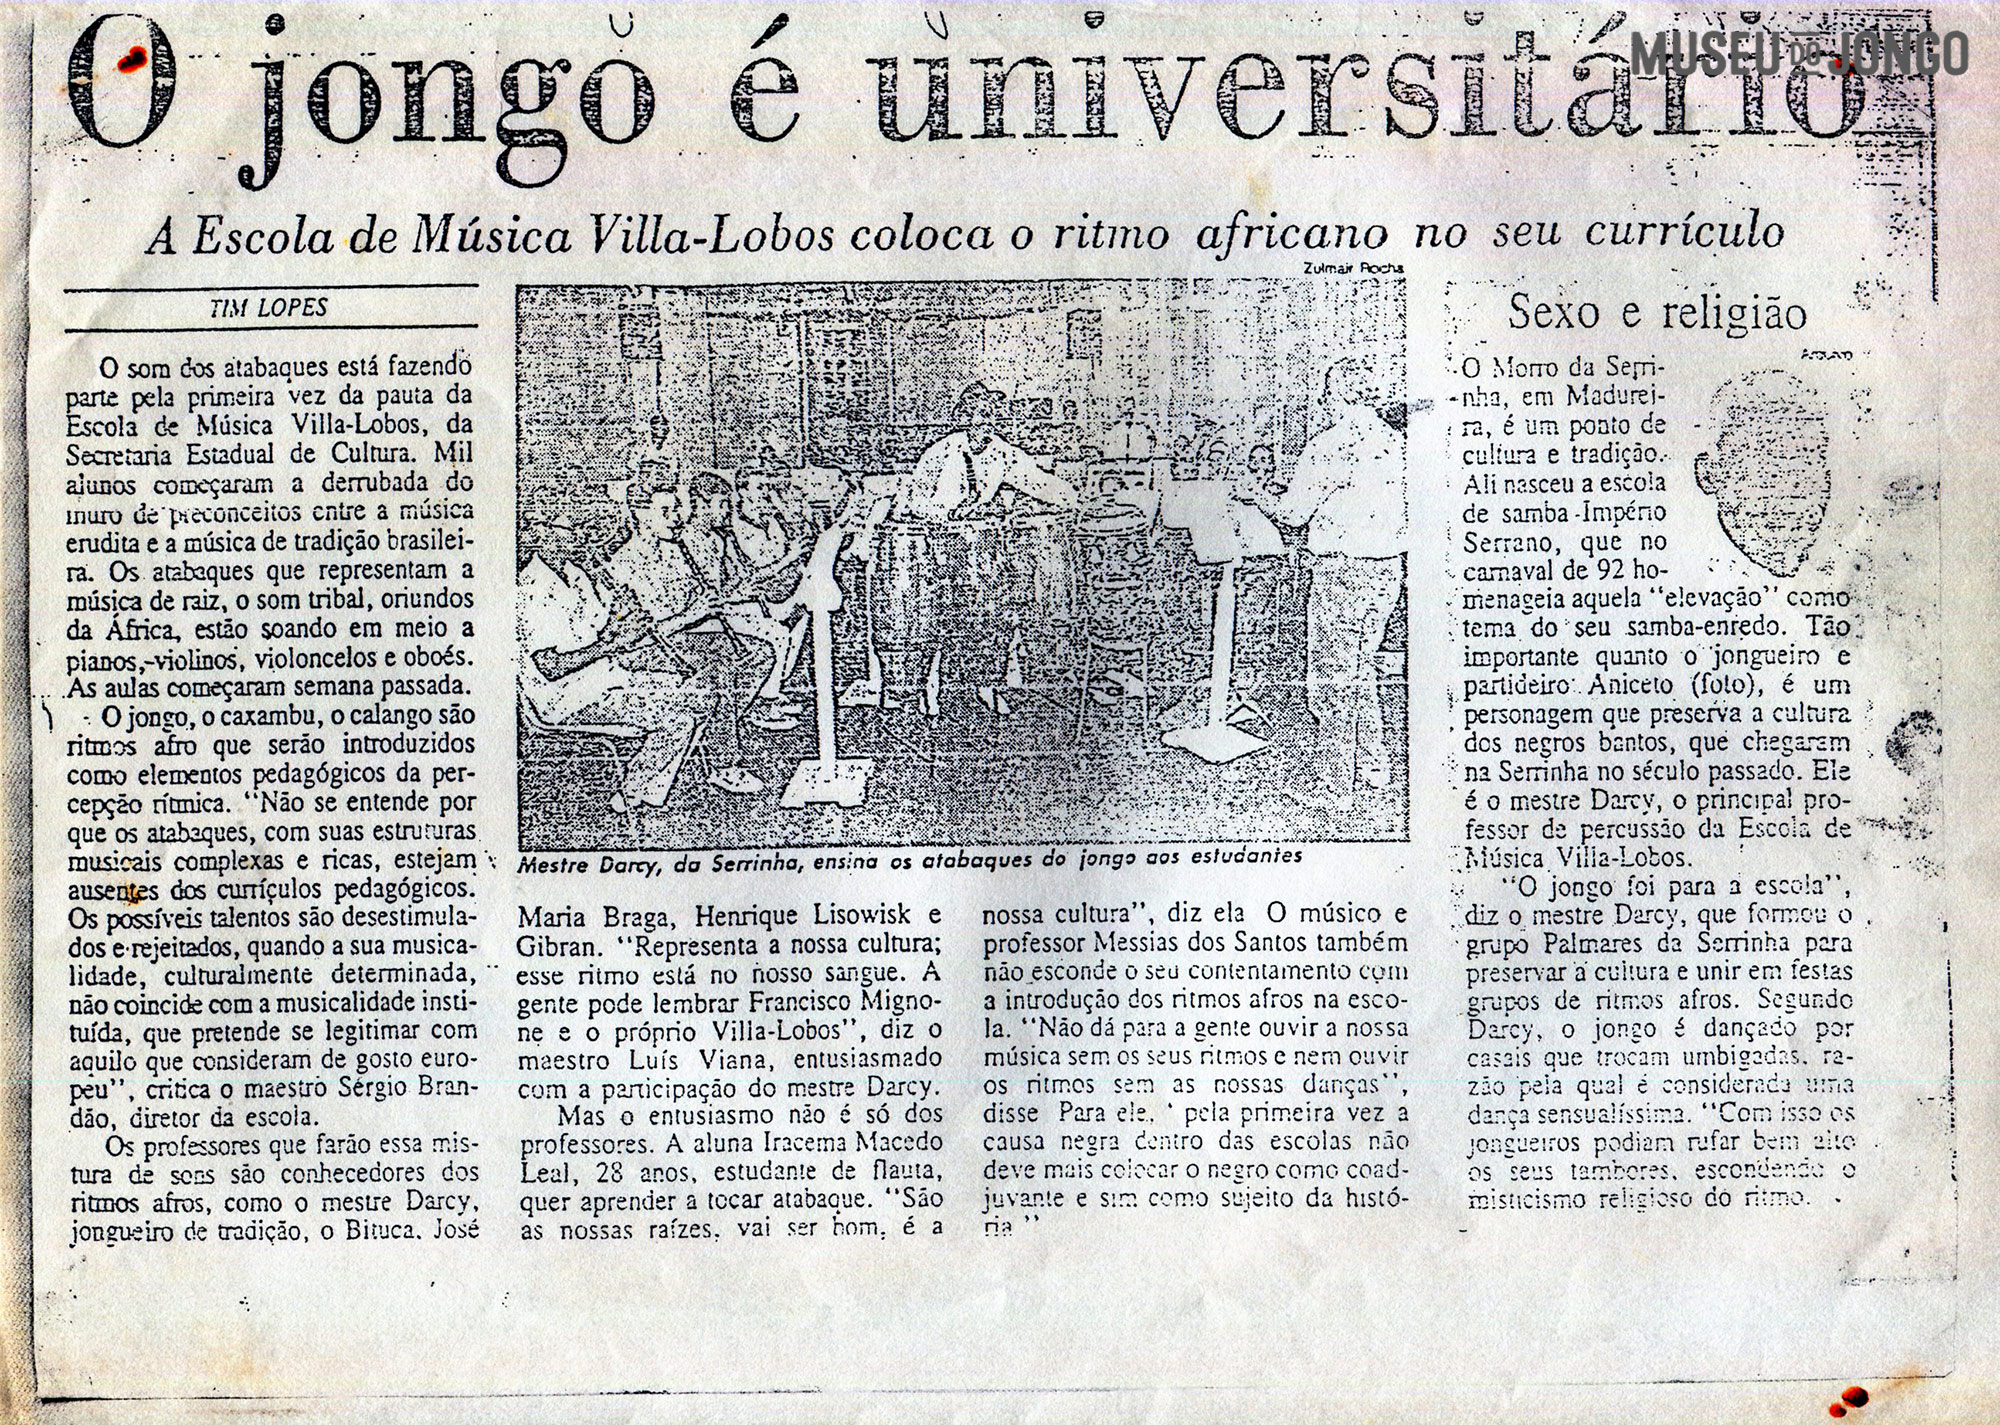 MUSEU DO JONGO
O jongo é universitário
A Escola de Música Villa-Lobos coloca o ritmo africano no seu currículo
TIM LOPES
O som dos atabaques está fazendo
parte pela primeira vez da pauta da
Escola de Música Villa-Lobos, da
Secretaria Estadual de Cultura. Mil
alunos começaram a derrubada do
muro de preconceitos entre a música
erudita e a música de tradição brasilei-
ra. Os atabaques que representam a
música de raiz, o som tribal, oriundos
da África, estão soando em meio a
pianos, violinos, violoncelos e oboés.
As aulas começaram semana passada.
O jongo, o caxambu, o calango são
ritmos afro que serão introduzidos
como elementos pedagógicos da per-
cepção rítmica. "Não se entende por
que os atabaques, com suas estruturas
musicais complexas e ricas, estejam
ausentes dos currículos pedagógicos.
Os possíveis talentos são desestimula-
dos e rejeitados, quando a sua musica-
lidade, culturalmente determinada,
não coincide com a musicalidade insti-
tuída, que pretende se legitimar com
aquilo que consideram de gosto euro-
peu", critica o maestro Sérgio Bran-
dão, diretor da escola.
Os professores que farão essa mis-
tura de sons são conhecedores dos
ritmos afros, como o mestre Darcy,
jongueiro de tradição, o Bituca, José
Zulmair Rocha
Mestre Darcy, da Serrinha, ensina os atabaques do jongo aos estudantes
Maria Braga, Henrique Lisowisk e
Gibran. "Representa a nossa cultura;
esse ritmo está no nosso sangue. A
gente pode lembrar Francisco Migno-
ne e o próprio Villa-Lobos", diz o
maestro Luís Viana, entusiasmado
com a participação do mestre Darcy.
Mas o entusiasmo não é só dos
professores. A aluna Iracema Macedo
Leal, 28 anos, estudante de flauta,
quer aprender a tocar atabaque. "São
as nossas raízes, vai ser bom, é a
nossa cultura", diz ela O músico e
professor Messias dos Santos também
não esconde o seu contentamento com
a introdução dos ritmos afros na esco-
la. "Não dá para a gente ouvir a nossa
música sem os seus ritmos e nem ouvir
os ritmos sem as nossas danças",
disse Para ele, pela primeira vez a
causa negra dentro das escolas não
deve mais colocar o negro como coad-
juvante e sim como sujeito da histó-
ria "
Sexo e religião
Arquivo
O Morro da Serri-
nha, em Madurei-
ra, é um ponto de
cultura e tradição.
Ali nasceu a escola
de samba Império
Serrano, que no
carnaval de 92 ho-
menageia aquela "elevação" como
tema do seu samba-enredo. Tão
importante quanto o jongueiro e
partideiro Aniceto (foto), é um
personagem que preserva a cultura
dos negros bantos, que chegaram
na Serrinha no século passado. Ele
é o mestre Darcy, o principal pro-
fessor de percussão da Escola de
Música Villa-Lobos.
"O jongo foi para a escola",
diz o mestre Darcy, que formou o
grupo Palmares da Serrinha para
preservar a cultura e unir em festas
grupos de ritmos afros. Segundo
Darcy, o jongo é dançado por
casais que trocam umbigadas, ra-
zão pela qual é considerada uma
dança sensualíssima. "Com isso os
jongueiros podiam rufar bem alto
os seus tambores, escondendo o
misticismo religioso do ritmo.